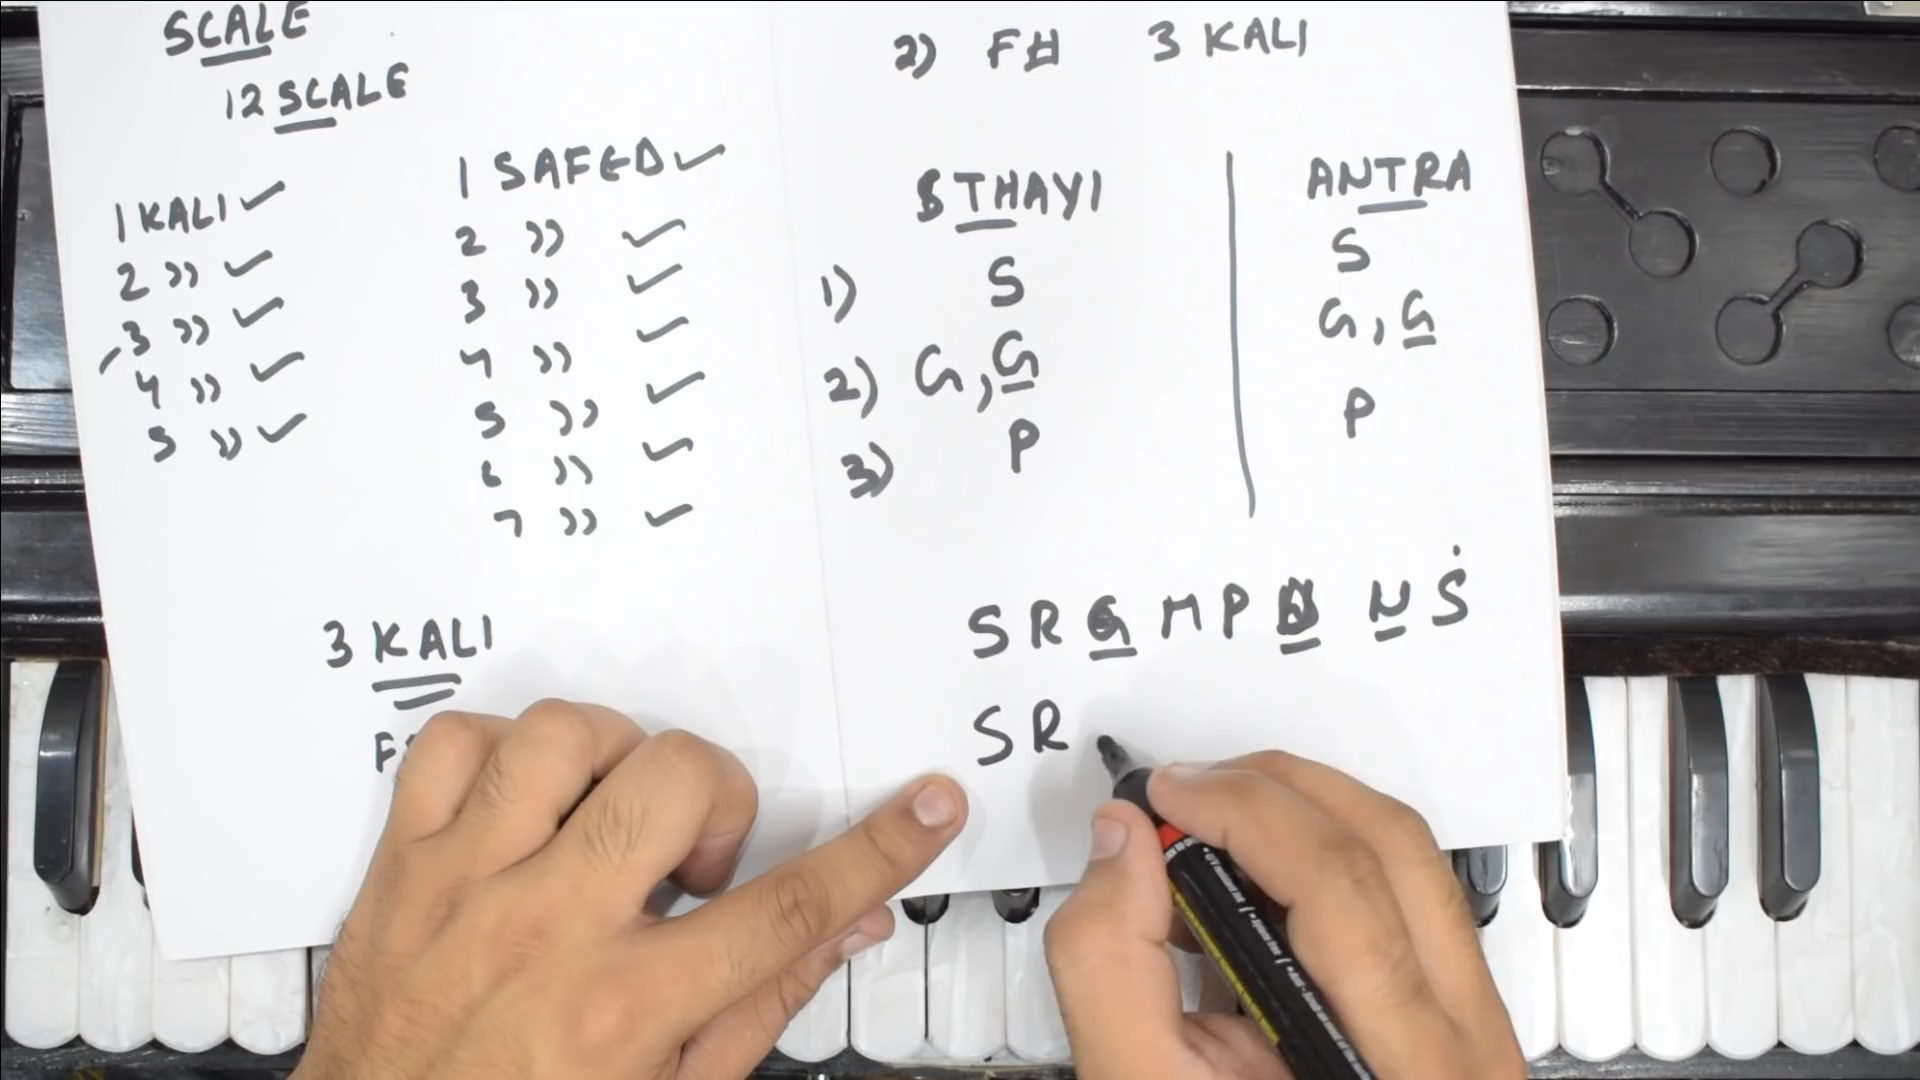 SCALE
12 SCALE
1 KALI ✓
2 " ✓
3 " ✓
4 " ✓
5 " ✓
1 SAFED ✓
2 " ✓
3 " ✓
4 " ✓
5 " ✓
6 " ✓
7 " ✓
3 KALI
2) F# 3 KALI
STHAYI
1) S
2) G, G
3) P
ANTRA
S
G, G
P
S R G M P D N Ṡ
S R